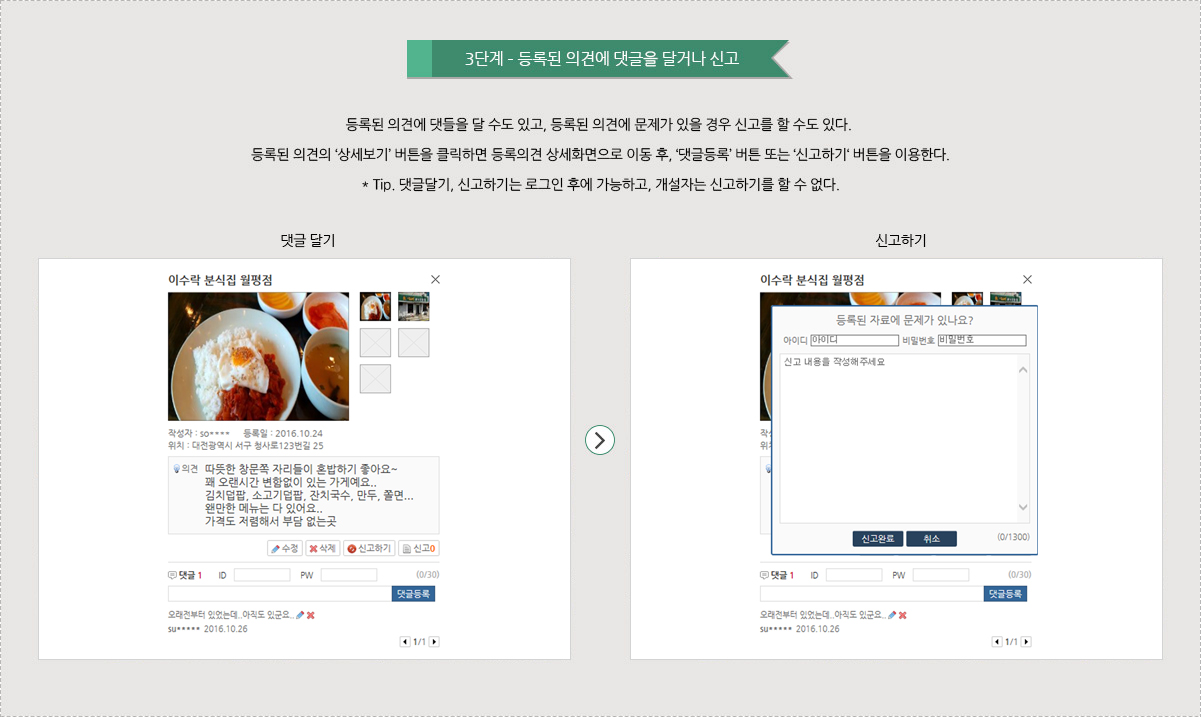 3단계 - 등록된 의견에 댓글을 달거나 신고
등록된 의견에 댓들을 달 수도 있고, 등록된 의견에 문제가 있을 경우 신고를 할 수도 있다.
등록된 의견의 ‘상세보기’ 버튼을 클릭하면 등록의견 상세화면으로 이동 후, ‘댓글등록’ 버튼 또는 ‘신고하기‘ 버튼을 이용한다.
* Tip. 댓글달기, 신고하기는 로그인 후에 가능하고, 개설자는 신고하기를 할 수 없다.
댓글 달기
이수락 분식집 월평점
작성자 : so**** 등록일 : 2016.10.24
위치 : 대전광역시 서구 청사로123번길 25
의견 따뜻한 창문쪽 자리들이 혼밥하기 좋아요~
꽤 오랜시간 변함없이 있는 가게예요..
김치덮밥, 소고기덮밥, 잔치국수, 만두, 쫄면...
왠만한 메뉴는 다 있어요..
가격도 저렴해서 부담 없는곳
수정 삭제 신고하기 신고0
댓글 1 ID PW (0/30)
댓글등록
오래전부터 있었는데..아직도 있군요..
su***** 2016.10.26
1/1
신고하기
이수락 분식집 월평점
등록된 자료에 문제가 있나요?
아이디 아이디 비밀번호 비밀번호
신고 내용을 작성해주세요
신고완료 취소 (0/1300)
작성
위치
댓글 1 ID PW (0/30)
댓글등록
오래전부터 있었는데..아직도 있군요..
su***** 2016.10.26
1/1